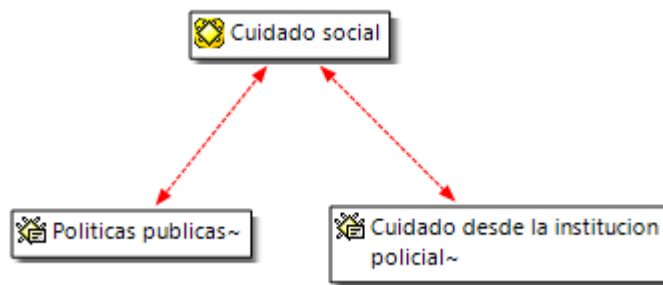 Cuidado social
Politicas publicas~
Cuidado desde la institucion
policial~